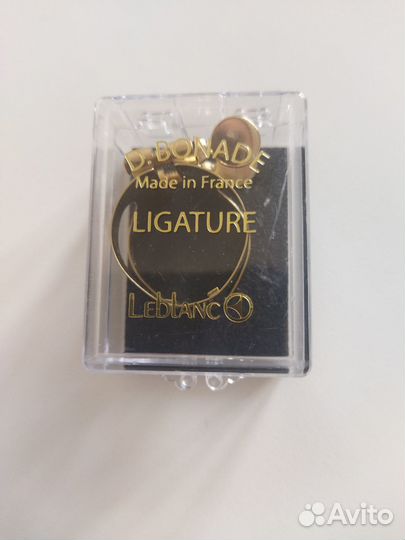 D. BONADE
Made in France
LIGATURE
Leblanc
Avito